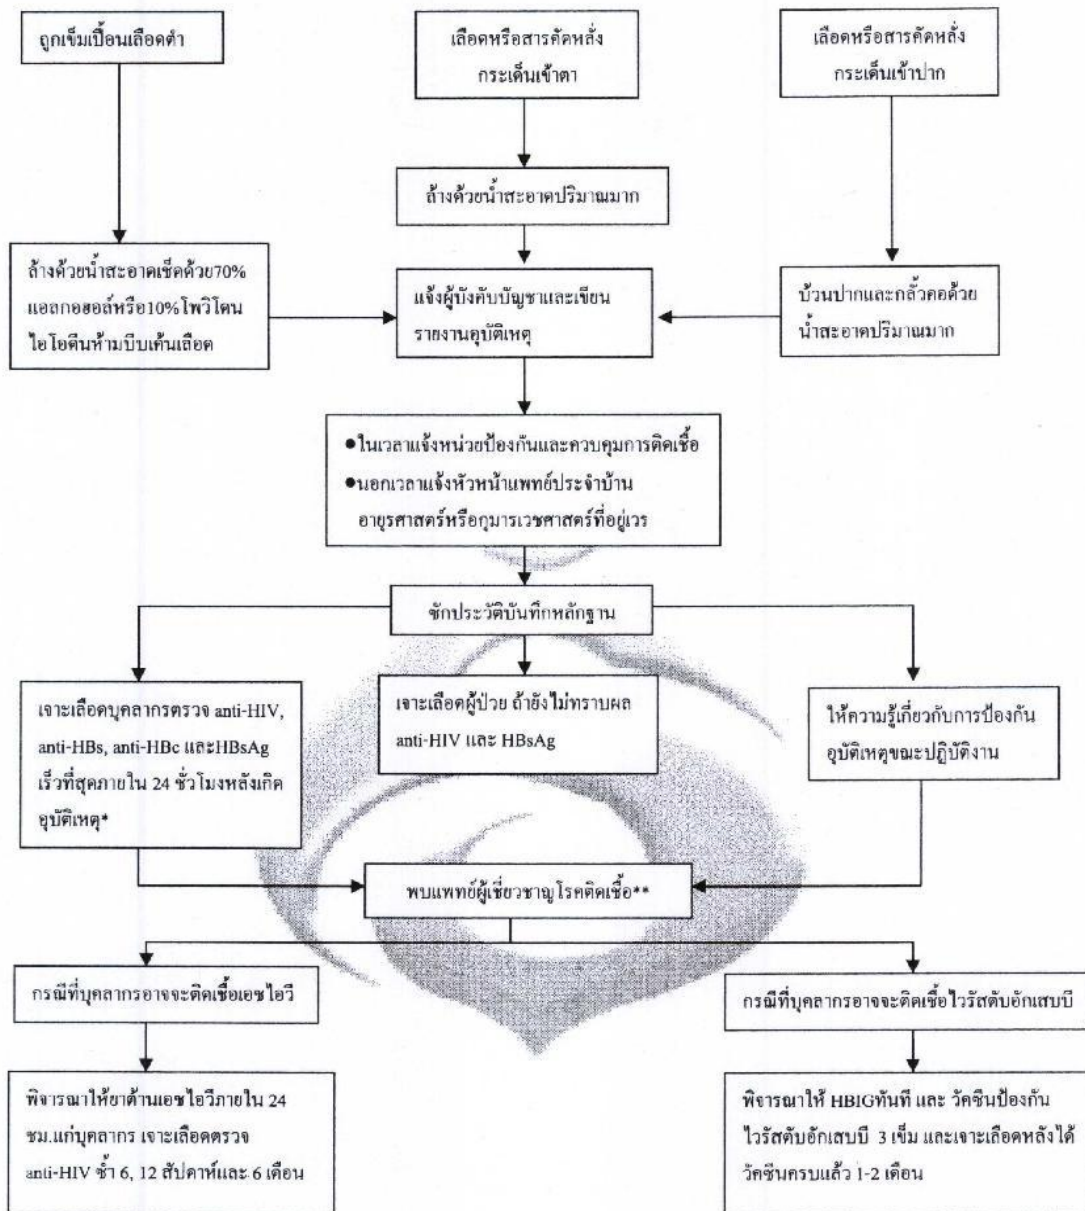 ถูกเข็มเปื้อนเลือดตำ
เลือดหรือสารคัดหลั่ง
กระเด็นเข้าตา
เลือดหรือสารคัดหลั่ง
กระเด็นเข้าปาก
ล้างด้วยน้ำสะอาดปริมาณมาก
ล้างด้วยน้ำสะอาดเช็ดด้วย70%
แอลกอฮอล์หรือ10%โพวิโดน
ไอโอดีนห้ามบีบเค้นเลือด
แจ้งผู้บังคับบัญชาและเขียน
รายงานอุบัติเหตุ
บ้วนปากและกลั้วคอด้วย
น้ำสะอาดปริมาณมาก
●ในเวลาแจ้งหน่วยป้องกันและควบคุมการติดเชื้อ
●นอกเวลาแจ้งหัวหน้าแพทย์ประจำบ้าน
อายุรศาสตร์หรือกุมารเวชศาสตร์ที่อยู่เวร
ซักประวัติบันทึกหลักฐาน
เจาะเลือดบุคลากรตรวจ anti-HIV,
anti-HBs, anti-HBc และHBsAg
เร็วที่สุดภายใน 24 ชั่วโมงหลังเกิด
อุบัติเหตุ*
เจาะเลือดผู้ป่วย ถ้ายังไม่ทราบผล
anti-HIV และ HBsAg
ให้ความรู้เกี่ยวกับการป้องกัน
อุบัติเหตุขณะปฏิบัติงาน
พบแพทย์ผู้เชี่ยวชาญโรคติดเชื้อ**
กรณีที่บุคลากรอาจจะติดเชื้อเอชไอวี
กรณีที่บุคลากรอาจจะติดเชื้อไวรัสตับอักเสบบี
พิจารณาให้ยาต้านเอชไอวีภายใน 24
ชม.แก่บุคลากร เจาะเลือดตรวจ
anti-HIV ซ้ำ 6, 12 สัปดาห์และ 6 เดือน
พิจารณาให้ HBIGทันที และ วัคซีนป้องกัน
ไวรัสตับอักเสบบี 3 เข็ม และเจาะเลือดหลังได้
วัคซีนครบแล้ว 1-2 เดือน